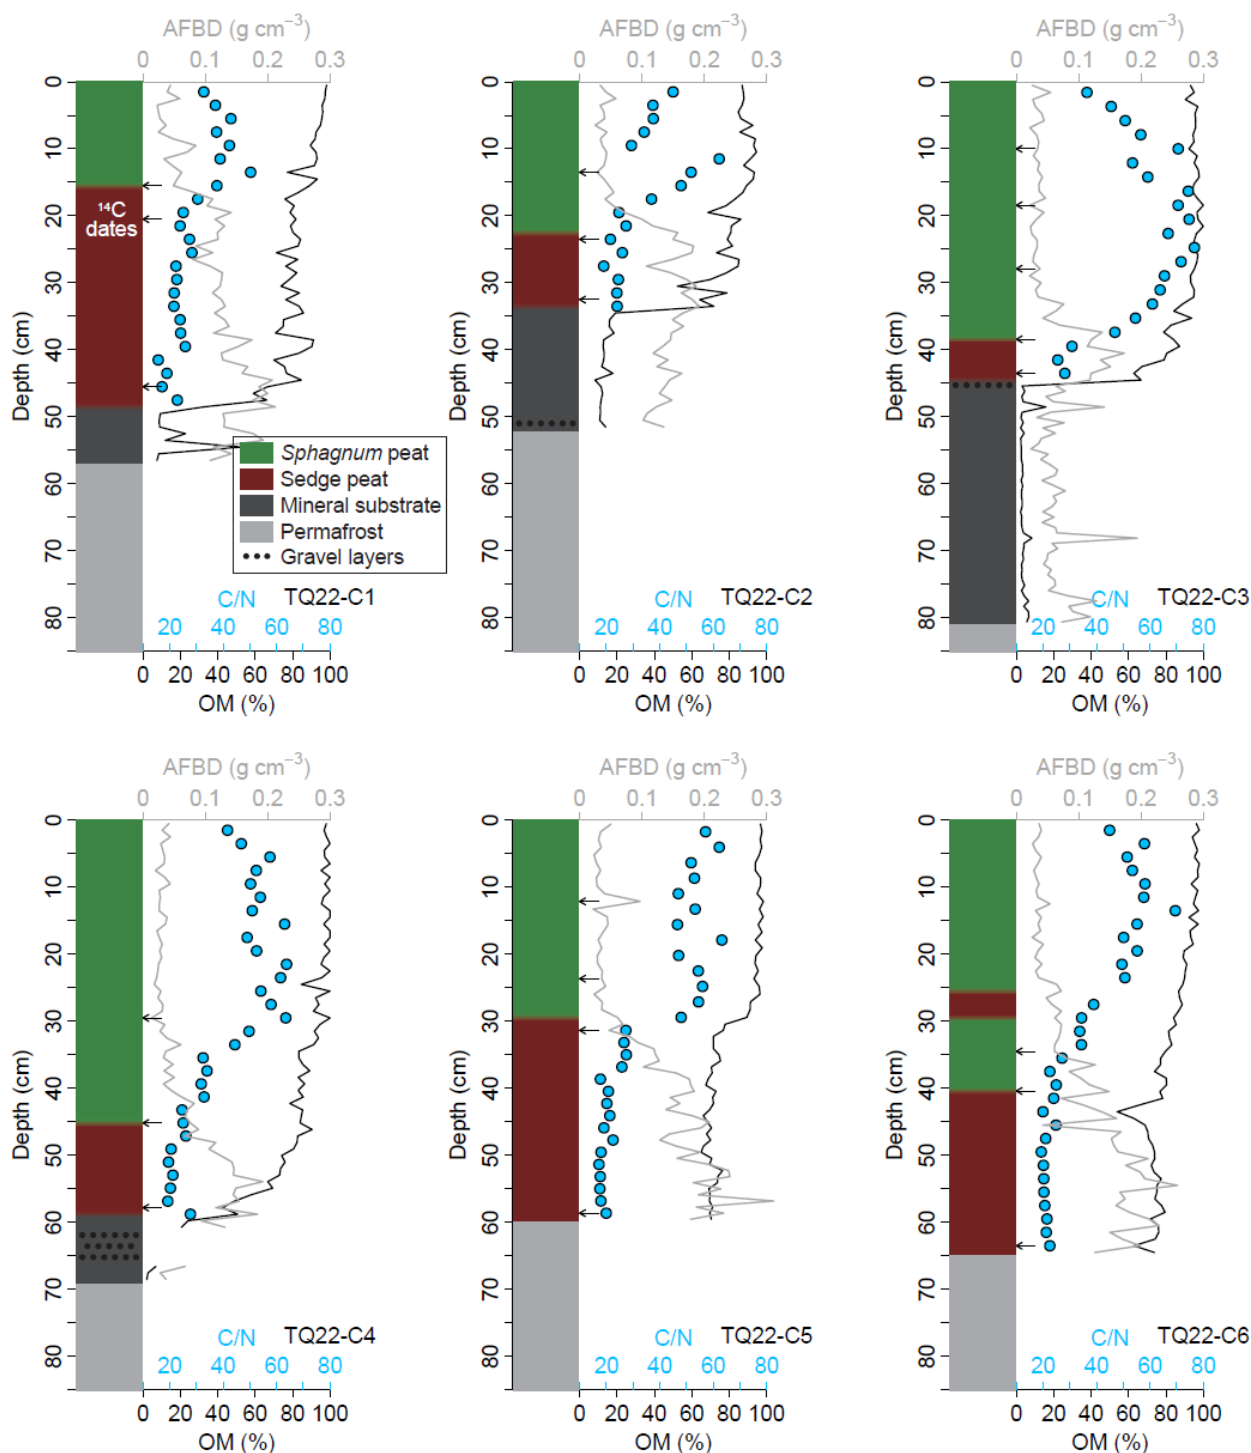 AFBD (g cm⁻³)
0 0.1 0.2 0.3
0
10
20
30
40
50
60
70
80
Depth (cm)
¹⁴C
dates
Sphagnum peat
Sedge peat
Mineral substrate
Permafrost
Gravel layers
C/N TQ22-C1
20 40 60 80
0 20 40 60 80 100
OM (%)
AFBD (g cm⁻³)
0 0.1 0.2 0.3
0
10
20
30
40
50
60
70
80
Depth (cm)
C/N TQ22-C2
20 40 60 80
0 20 40 60 80 100
OM (%)
AFBD (g cm⁻³)
0 0.1 0.2 0.3
0
10
20
30
40
50
60
70
80
Depth (cm)
C/N TQ22-C3
20 40 60 80
0 20 40 60 80 100
OM (%)
AFBD (g cm⁻³)
0 0.1 0.2 0.3
0
10
20
30
40
50
60
70
80
Depth (cm)
C/N TQ22-C4
20 40 60 80
0 20 40 60 80 100
OM (%)
AFBD (g cm⁻³)
0 0.1 0.2 0.3
0
10
20
30
40
50
60
70
80
Depth (cm)
C/N TQ22-C5
20 40 60 80
0 20 40 60 80 100
OM (%)
AFBD (g cm⁻³)
0 0.1 0.2 0.3
0
10
20
30
40
50
60
70
80
Depth (cm)
C/N TQ22-C6
20 40 60 80
0 20 40 60 80 100
OM (%)